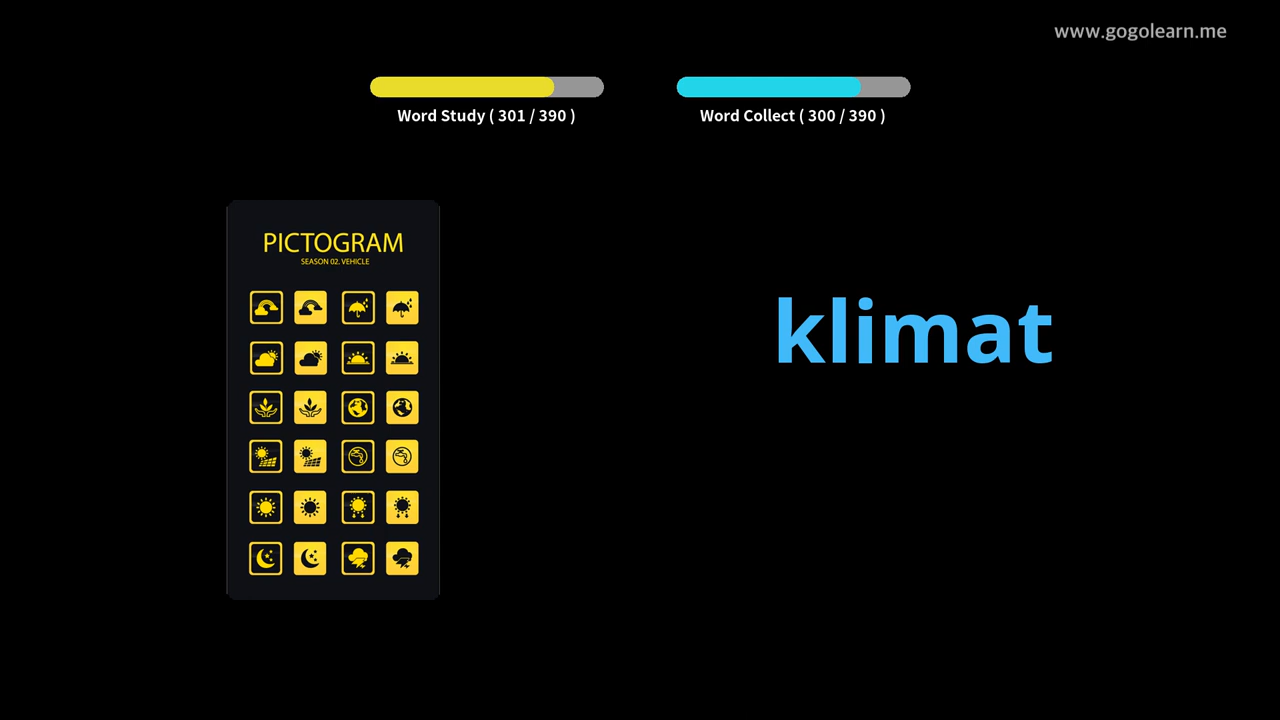 www.gogolearn.me
Word Study ( 301 / 390 )
Word Collect ( 300 / 390 )
PICTOGRAM
SEASON 02. VEHICLE
klimat